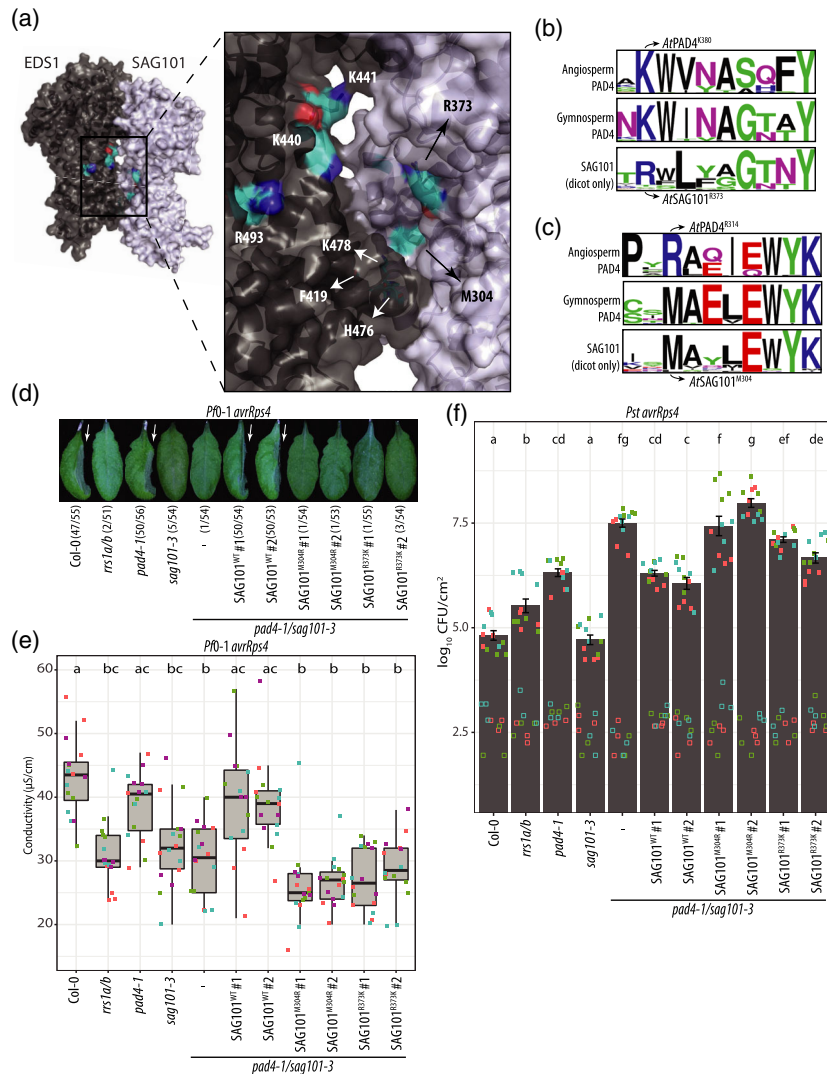 (a)
EDS1
SAG101
K441
R373
K440
R493
K478
F419
M304
H476
(b)
AtPAD4K380
Angiosperm
PAD4
Gymnosperm
PAD4
SAG101
(dicot only)
AtSAG101R373
(c)
AtPAD4R314
Angiosperm
PAD4
Gymnosperm
PAD4
SAG101
(dicot only)
AtSAG101M304
(d)
Pf0-1 avrRps4
Col-0 (47/55)
rrs1a/b (2/51)
pad4-1 (50/56)
sag101-3 (5/54)
- (1/54)
SAG101WT #1 (50/54)
SAG101WT #2 (50/53)
SAG101M304R #1 (1/54)
SAG101M304R #2 (1/53)
SAG101R373K #1 (1/55)
SAG101R373K #2 (3/54)
pad4-1/sag101-3
(e)
Pf0-1 avrRps4
60
50
40
30
20
Conductivity (µS/cm)
a bc ac bc b ac ac b b b b
Col-0
rrs1a/b
pad4-1
sag101-3
-
SAG101WT #1
SAG101WT #2
SAG101M304R #1
SAG101M304R #2
SAG101R373K #1
SAG101R373K #2
pad4-1/sag101-3
(f)
Pst avrRps4
a b cd a fg cd c f g ef de
7.5
5.0
2.5
log10 CFU/cm2
Col-0
rrs1a/b
pad4-1
sag101-3
-
SAG101WT #1
SAG101WT #2
SAG101M304R #1
SAG101M304R #2
SAG101R373K #1
SAG101R373K #2
pad4-1/sag101-3